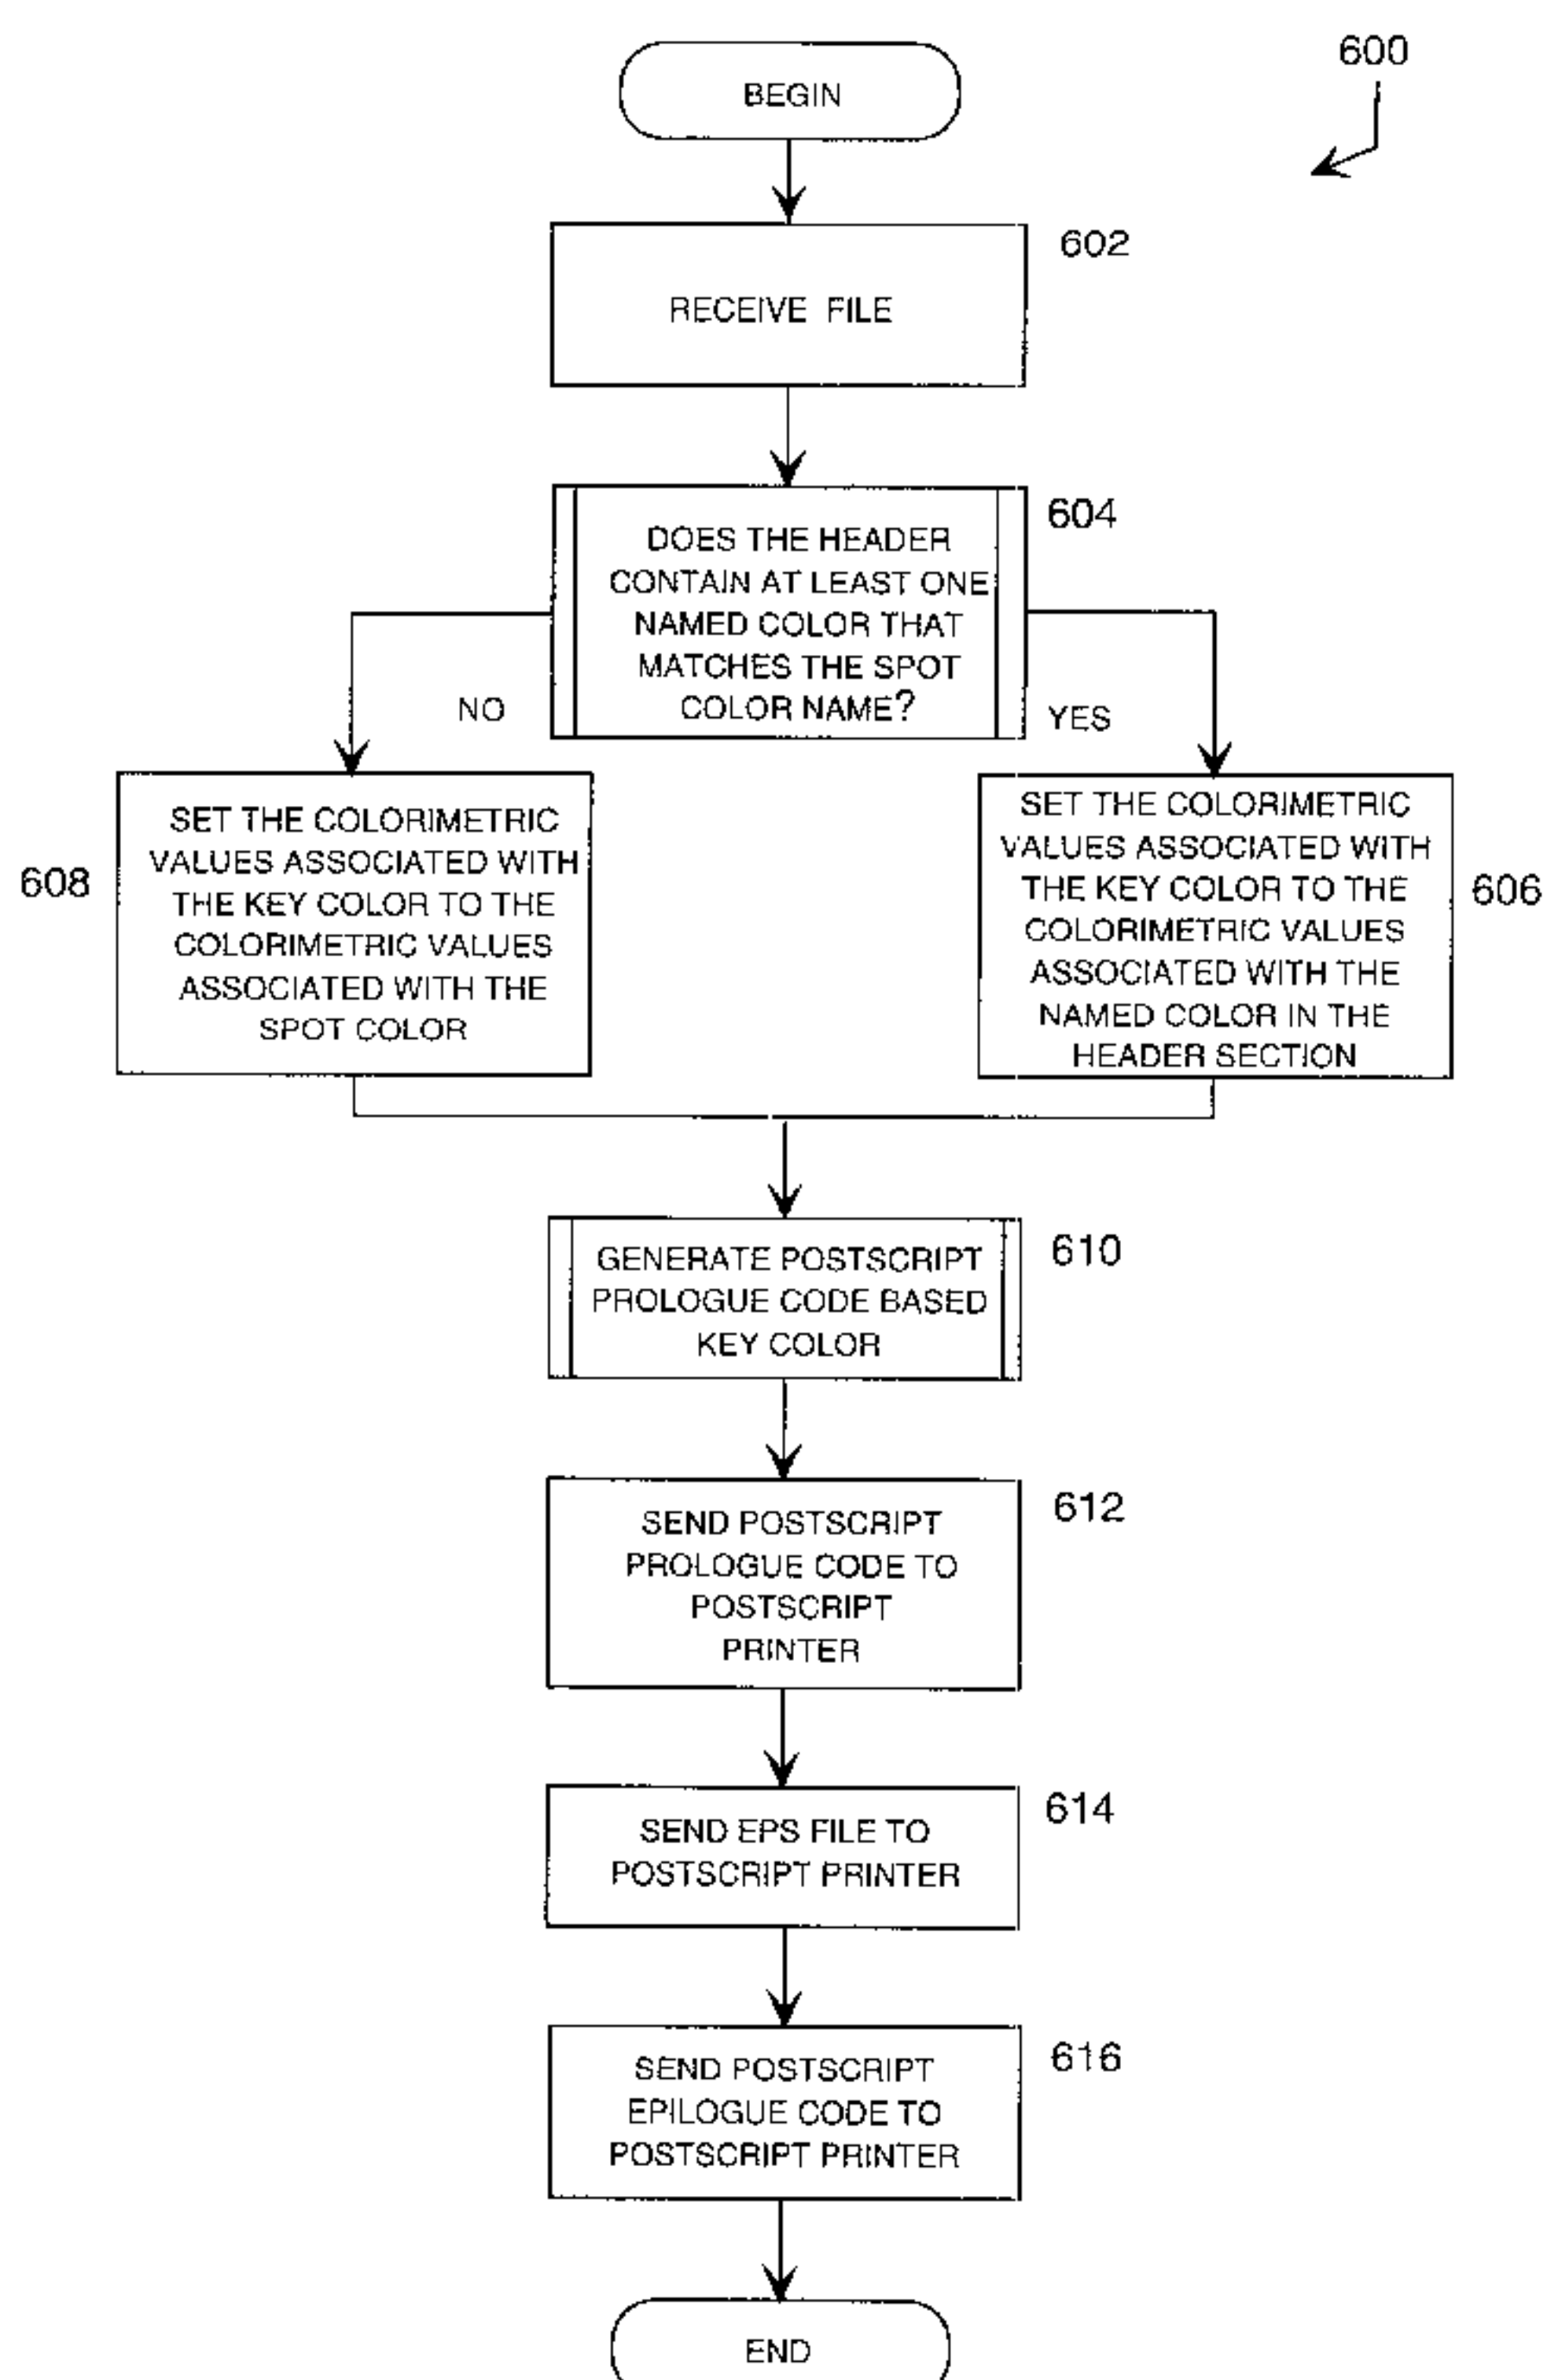 600
BEGIN
602
RECEIVE FILE
604
DOES THE HEADER
CONTAIN AT LEAST ONE
NAMED COLOR THAT
MATCHES THE SPOT
COLOR NAME?
NO
YES
608
SET THE COLORIMETRIC
VALUES ASSOCIATED WITH
THE KEY COLOR TO THE
COLORIMETRIC VALUES
ASSOCIATED WITH THE
SPOT COLOR
SET THE COLORIMETRIC
VALUES ASSOCIATED WITH
THE KEY COLOR TO THE
COLORIMETRIC VALUES
ASSOCIATED WITH THE
NAMED COLOR IN THE
HEADER SECTION
606
610
GENERATE POSTSCRIPT
PROLOGUE CODE BASED
KEY COLOR
612
SEND POSTSCRIPT
PROLOGUE CODE TO
POSTSCRIPT
PRINTER
614
SEND EPS FILE TO
POSTSCRIPT PRINTER
616
SEND POSTSCRIPT
EPILOGUE CODE TO
POSTSCRIPT PRINTER
END